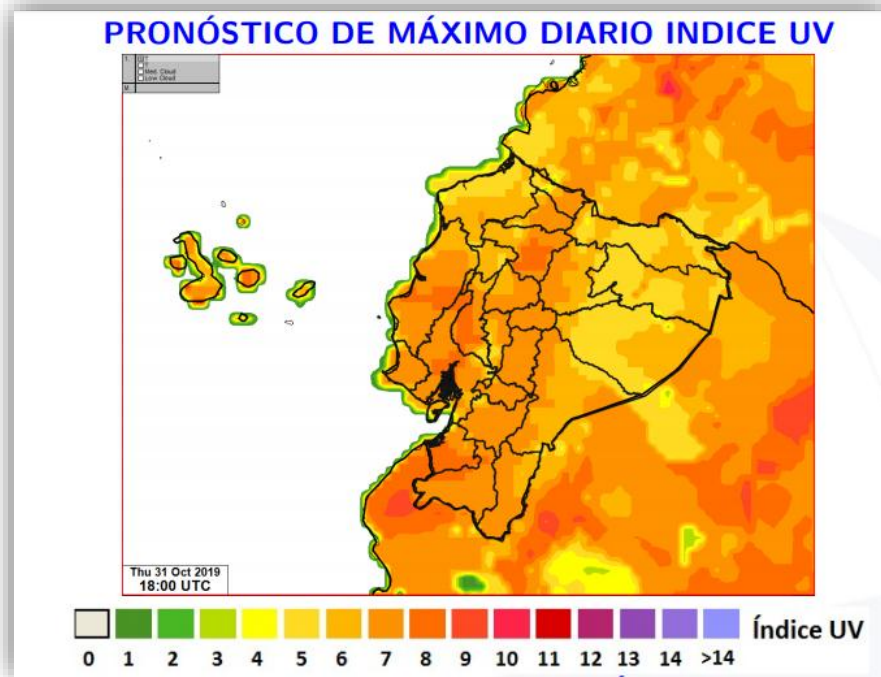 PRONÓSTICO DE MÁXIMO DIARIO INDICE UV
Med. Cloud
Low Cloud
Thu 31 Oct 2019
18:00 UTC
Índice UV
0 1 2 3 4 5 6 7 8 9 10 11 12 13 14 >14